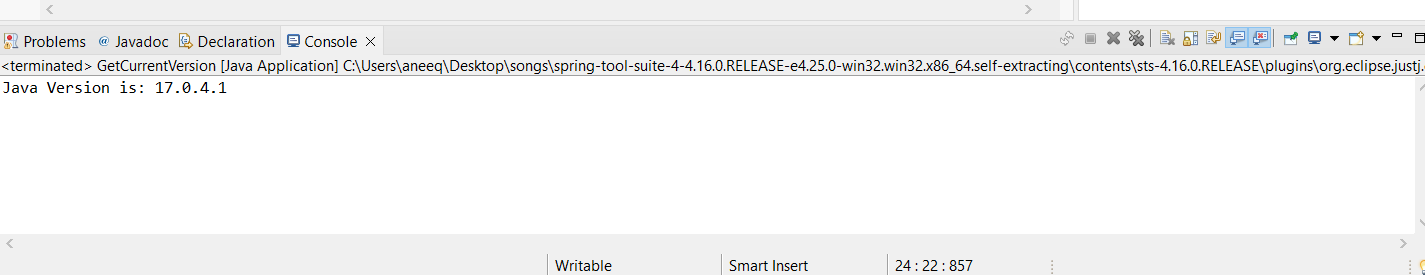 Problems @ Javadoc Declaration Console
<terminated> GetCurrentVersion [Java Application] C:\Users\aneeq\Desktop\songs\spring-tool-suite-4-4.16.0.RELEASE-e4.25.0-win32.win32.x86_64.self-extracting\contents\sts-4.16.0.RELEASE\plugins\org.eclipse.justj.
Java Version is: 17.0.4.1
Writable Smart Insert 24 : 22 : 857